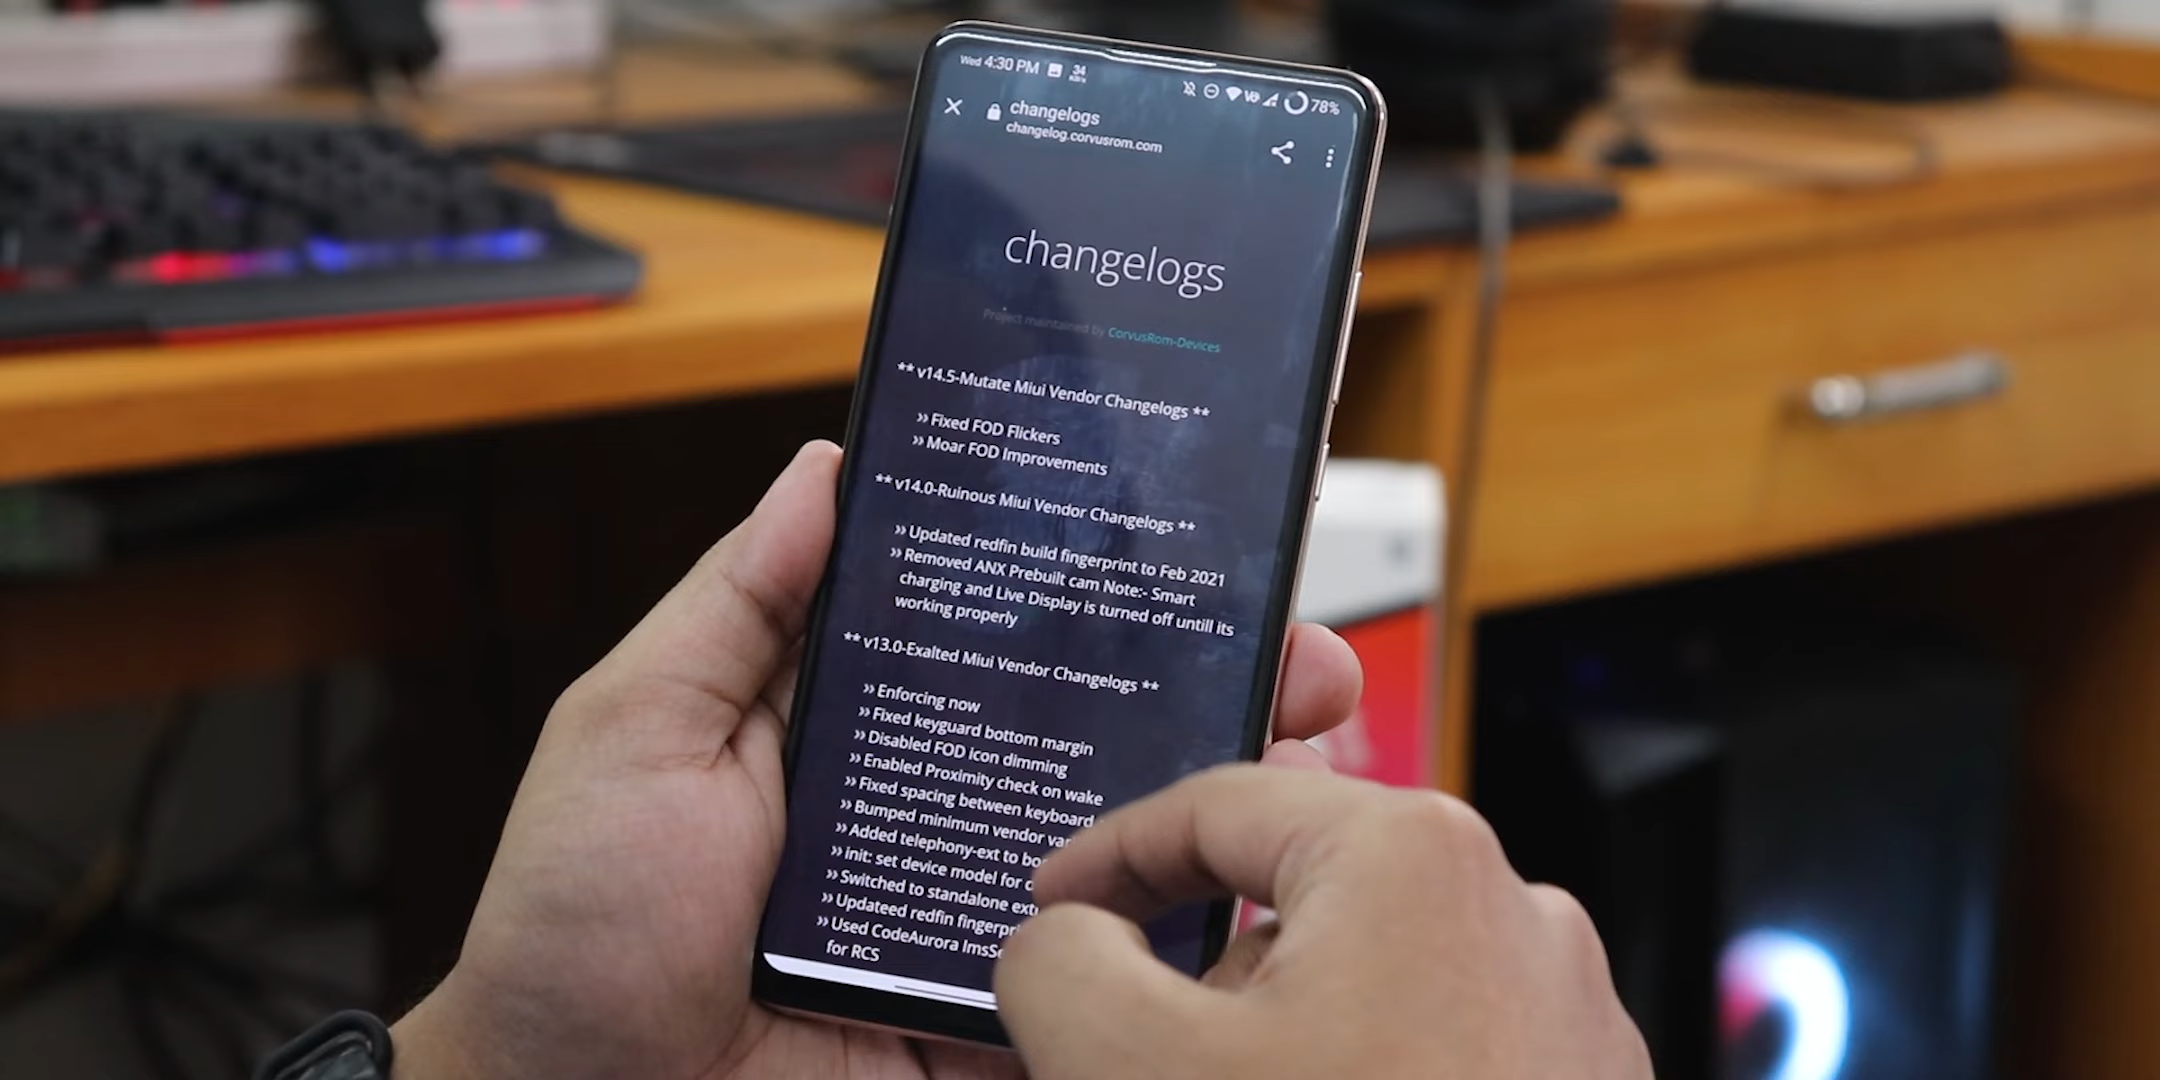 Wed 4:30 PM 34 KB/s 78%
changelogs
changelog.corvusrom.com
changelogs
Project maintained by CorvusRom-Devices
** v14.5-Mutate Miui Vendor Changelogs **
›› Fixed FOD Flickers
›› Moar FOD Improvements
** v14.0-Ruinous Miui Vendor Changelogs **
›› Updated redfin build fingerprint to Feb 2021
›› Removed ANX Prebuilt cam Note:- Smart
charging and Live Display is turned off untill its
working properly
** v13.0-Exalted Miui Vendor Changelogs **
›› Enforcing now
›› Fixed keyguard bottom margin
›› Disabled FOD Icon dimming
›› Enabled Proximity check on wake
›› Fixed spacing between keyboard
›› Bumped minimum vendor
›› Added telephony-ext to
›› init: set device model for
›› Switched to standalone
›› Updateed redfin
›› Used CodeAurora
for RCS